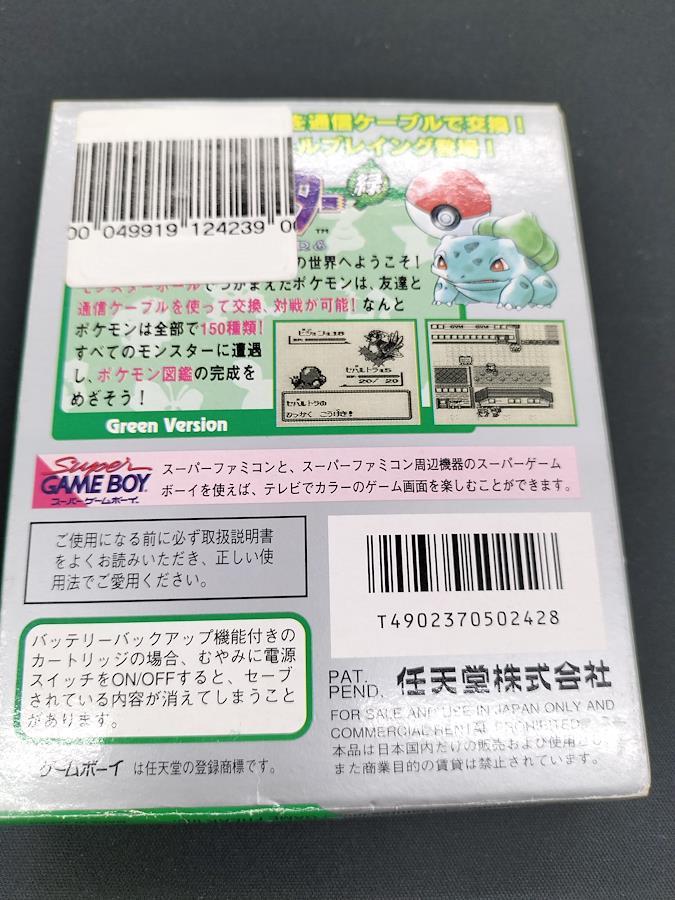 を通信ケーブルで交換！
ルプレイング登場！
00 049919 124239 00
緑
の世界へようこそ！
モンスターボールでつかまえたポケモンは、友達と
通信ケーブルを使って交換、対戦が可能！なんと
ポケモンは全部で150種類！
すべてのモンスターに遭遇
し、ポケモン図鑑の完成を
めざそう！
20/ 20
ひっかく こうげき!
GYM
Green Version
Super
GAME BOY
スーパーゲームボーイ
スーパーファミコンと、スーパーファミコン周辺機器のスーパーゲーム
ボーイを使えば、テレビでカラーのゲーム画面を楽しむことができます。
ご使用になる前に必ず取扱説明書
をよくお読みいただき、正しい使
用法でご愛用ください。
T4902370502428
バッテリーバックアップ機能付きの
カートリッジの場合、むやみに電源
スイッチをON/OFFすると、セーブ
されている内容が消えてしまうこと
があります。
PAT.
PEND.
任天堂株式会社
FOR SALE AND USE IN JAPAN ONLY AND
COMMERCIAL RENTAL PROHIBITED.
本品は日本国内だけの販売および使用とし、
また商業目的の賃貸は禁止されています。
ゲームボーイ は任天堂の登録商標です。